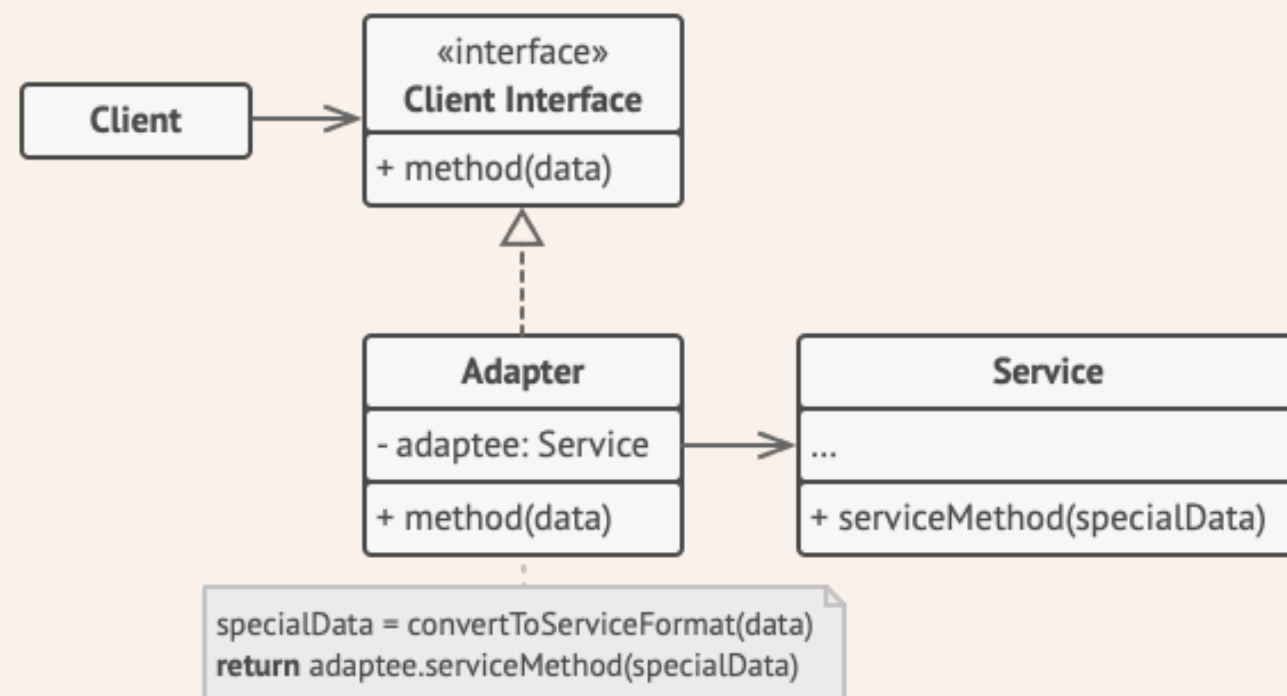 Client
«interface»
Client Interface
+ method(data)
Adapter
- adaptee: Service
+ method(data)
Service
...
+ serviceMethod(specialData)
specialData = convertToServiceFormat(data)
return adaptee.serviceMethod(specialData)